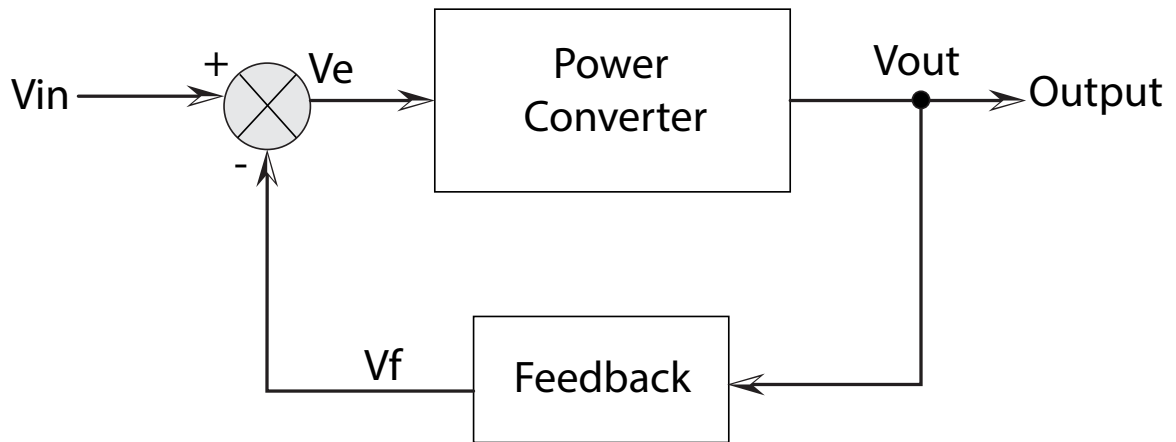 +
Vin
Ve
Power
Converter
Vout
Output
-
Vf
Feedback